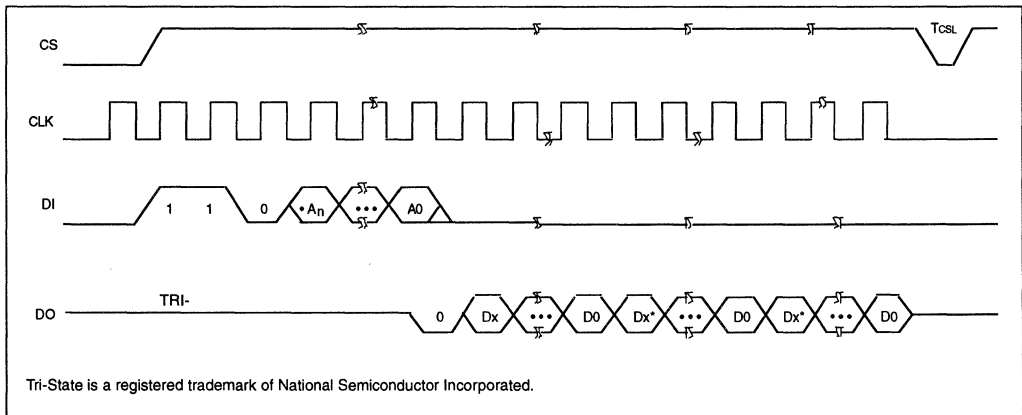 CS TCSL
CLK
DI 1 1 0 •An ••• A0
TRI-
DO 0 Dx ••• D0 Dx* ••• D0 Dx* ••• D0
Tri-State is a registered trademark of National Semiconductor Incorporated.